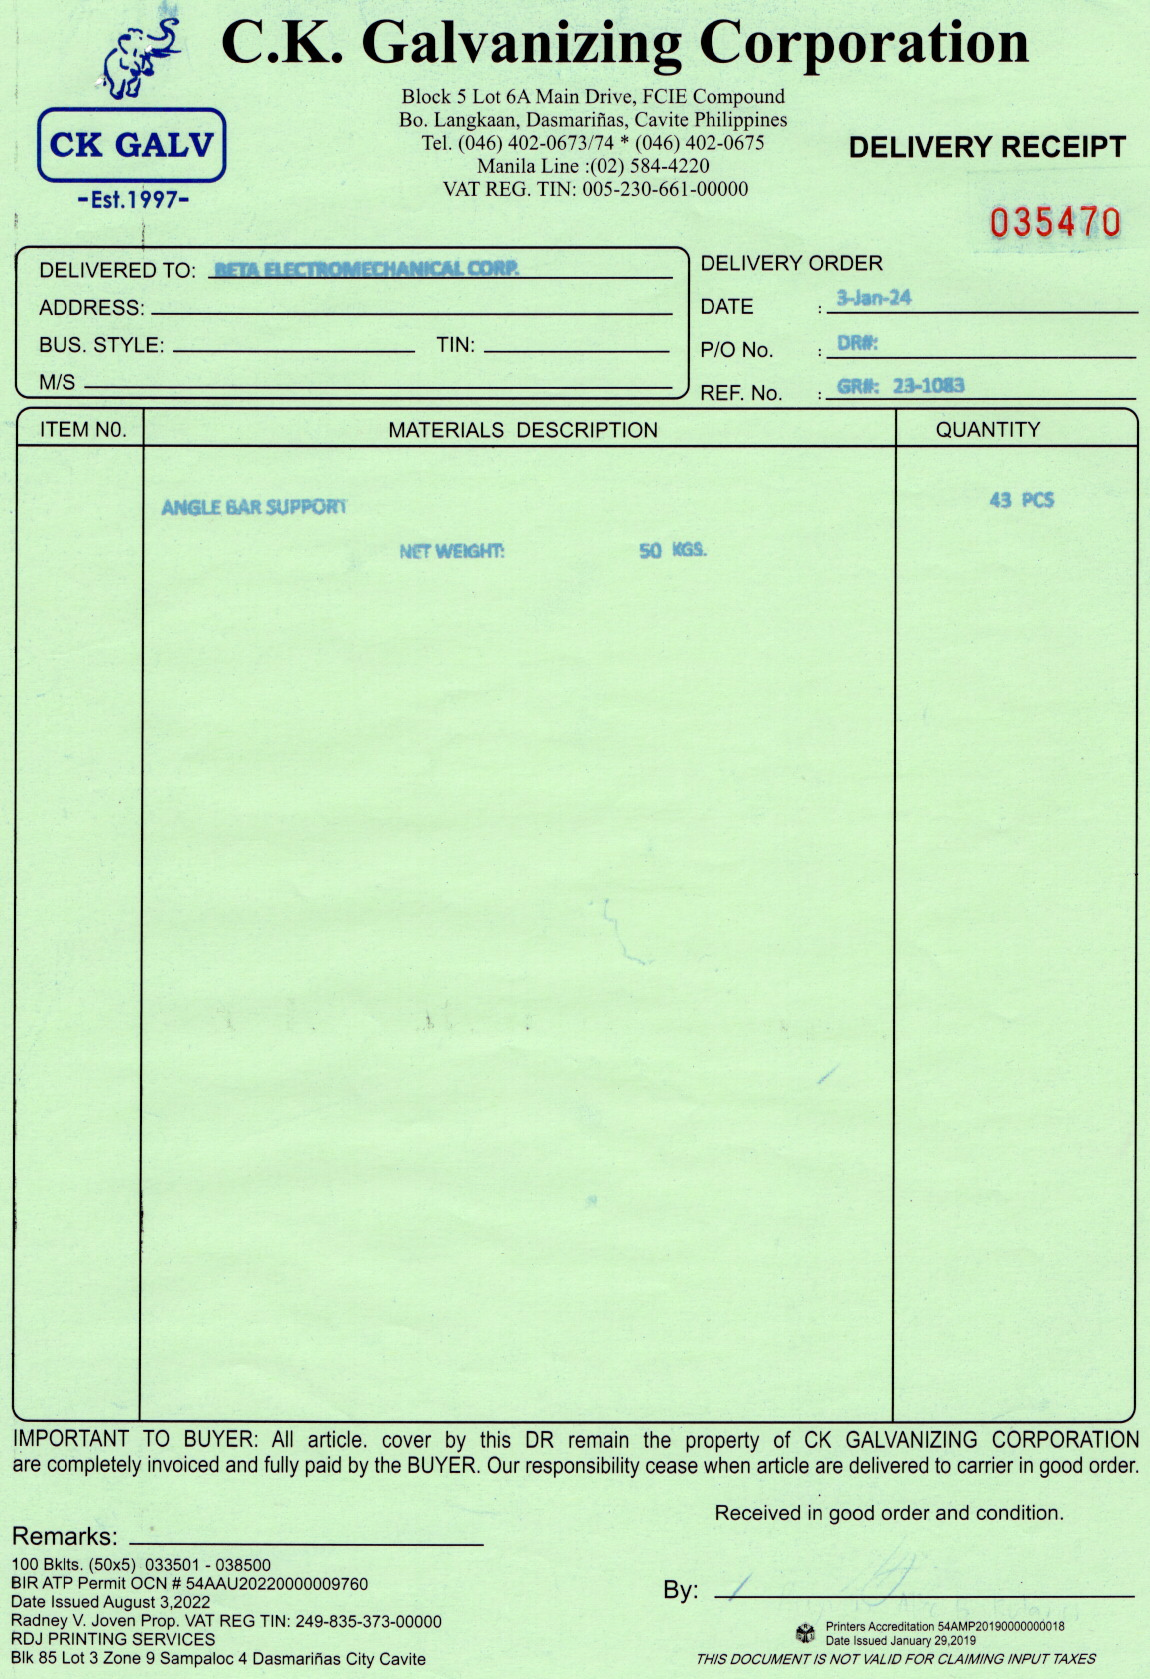 C.K. Galvanizing Corporation
CK GALV
-Est.1997-
Block 5 Lot 6A Main Drive, FCIE Compound
Bo. Langkaan, Dasmariñas, Cavite Philippines
Tel. (046) 402-0673/74 * (046) 402-0675
Manila Line :(02) 584-4220
VAT REG. TIN: 005-230-661-00000
DELIVERY RECEIPT
035470
DELIVERED TO: BETA ELECTROMECHANICAL CORP.
ADDRESS:
BUS. STYLE: TIN:
M/S
DELIVERY ORDER
DATE : 3-Jan-24
P/O No. : DR#:
REF. No. : GR#: 23-1083
ITEM N0. MATERIALS DESCRIPTION QUANTITY
ANGLE BAR SUPPORT 43 PCS
NET WEIGHT: 50 KGS.
IMPORTANT TO BUYER: All article. cover by this DR remain the property of CK GALVANIZING CORPORATION
are completely invoiced and fully paid by the BUYER. Our responsibility cease when article are delivered to carrier in good order.
Received in good order and condition.
Remarks:
100 Bklts. (50x5) 033501 - 038500
BIR ATP Permit OCN # 54AAU20220000009760
Date Issued August 3,2022
Radney V. Joven Prop. VAT REG TIN: 249-835-373-00000
RDJ PRINTING SERVICES
Blk 85 Lot 3 Zone 9 Sampaloc 4 Dasmariñas City Cavite
By:
Printers Accreditation 54AMP20190000000018
Date Issued January 29,2019
THIS DOCUMENT IS NOT VALID FOR CLAIMING INPUT TAXES